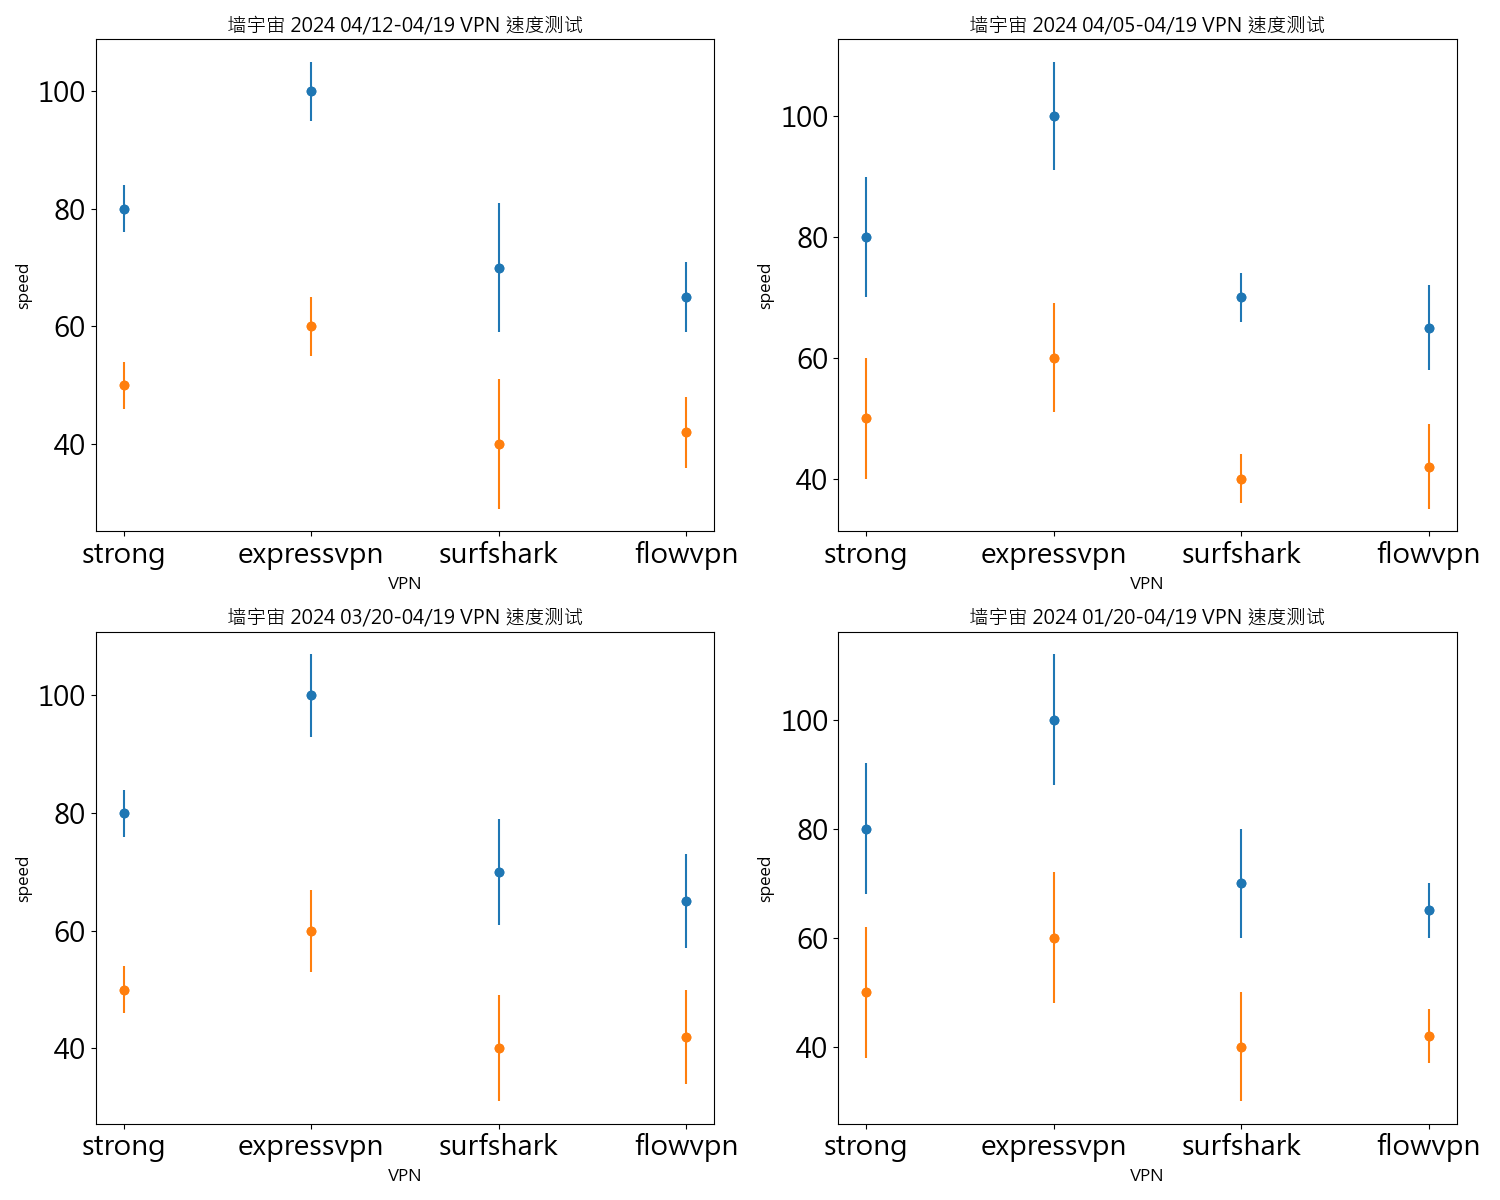 墙宇宙 2024 04/12-04/19 VPN 速度测试
100
80
60
40
speed
strong expressvpn surfshark flowvpn
VPN
墙宇宙 2024 04/05-04/19 VPN 速度测试
100
80
60
40
speed
strong expressvpn surfshark flowvpn
VPN
墙宇宙 2024 03/20-04/19 VPN 速度测试
100
80
60
40
speed
strong expressvpn surfshark flowvpn
VPN
墙宇宙 2024 01/20-04/19 VPN 速度测试
100
80
60
40
speed
strong expressvpn surfshark flowvpn
VPN